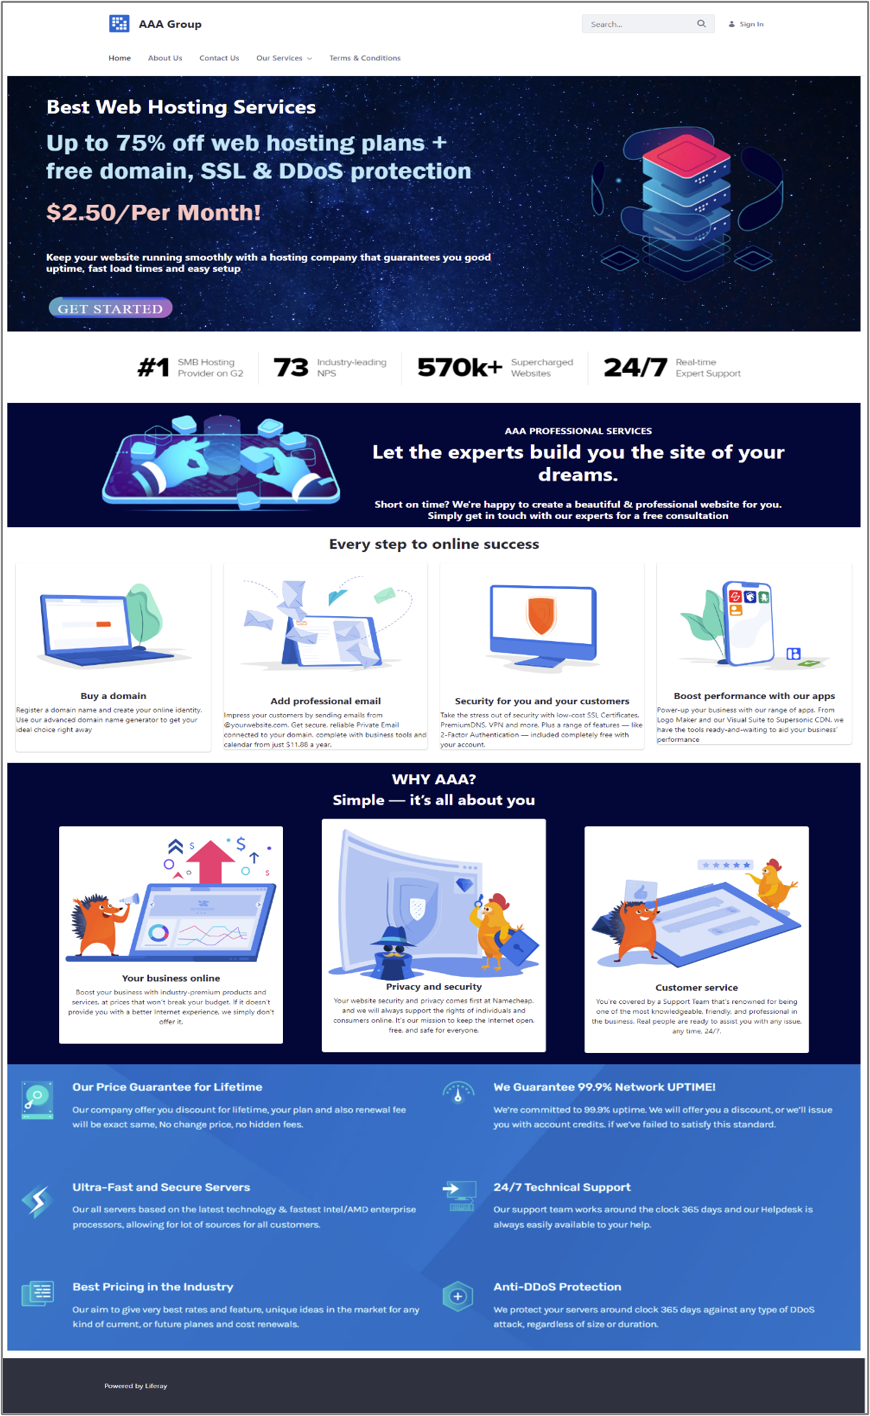 AAA Group
Search...
Sign In
Home
About Us
Contact Us
Our Services
Terms & Conditions
Best Web Hosting Services
Up to 75% off web hosting plans +
free domain, SSL & DDoS protection
$2.50/Per Month!
Keep your website running smoothly with a hosting company that guarantees you good
uptime, fast load times and easy setup
GET STARTED
#1 SMB Hosting
Provider on G2
73 Industry-leading
NPS
570k+ Supercharged
Websites
24/7 Real-time
Expert Support
AAA PROFESSIONAL SERVICES
Let the experts build you the site of your
dreams.
Short on time? We're happy to create a beautiful & professional website for you.
Simply get in touch with our experts for a free consultation
Every step to online success
Buy a domain
Register a domain name and create your online identity.
Use our advanced domain name generator to get your
ideal choice right away
Add professional email
Impress your customers by sending emails from
@yourwebsite.com. Get secure, reliable Private Email
connected to your domain, complete with business tools and
calendar from just $11.88 a year.
Security for you and your customers
Take the stress out of security with low-cost SSL Certificates,
PremiumDNS, VPN and more. Plus a range of features — like
2-Factor Authentication — included completely free with
your account.
Boost performance with our apps
Power-up your business with our range of apps. From
Logo Maker and our Visual Suite to Supersonic CDN, we
have the tools ready-and-waiting to aid your business'
performance
WHY AAA?
Simple — it's all about you
Your business online
Boost your business with industry-premium products and
services, at prices that won't break your budget. If it doesn't
provide you with a better Internet experience, we simply don't
offer it.
Privacy and security
Your website security and privacy comes first at Namecheap,
and we will always support the rights of individuals and
consumers online. It's our mission to keep the Internet open,
free, and safe for everyone.
Customer service
You're covered by a Support Team that's renowned for being
one of the most knowledgeable, friendly, and professional in
the business. Real people are ready to assist you with any issue,
any time, 24/7.
Our Price Guarantee for Lifetime
Our company offer you discount for lifetime, your plan and also renewal fee
will be exact same, No change price, no hidden fees.
We Guarantee 99.9% Network UPTIME!
We're committed to 99.9% uptime. We will offer you a discount, or we'll issue
you with account credits. if we've failed to satisfy this standard.
Ultra-Fast and Secure Servers
Our all servers based on the latest technology & fastest Intel/AMD enterprise
processors, allowing for lot of sources for all customers.
24/7 Technical Support
Our support team works around the clock 365 days and our Helpdesk is
always easily available to your help.
Best Pricing in the Industry
Our aim to give very best rates and feature, unique ideas in the market for any
kind of current, or future planes and cost renewals.
Anti-DDoS Protection
We protect your servers around clock 365 days against any type of DDoS
attack, regardless of size or duration.
Powered by Liferay